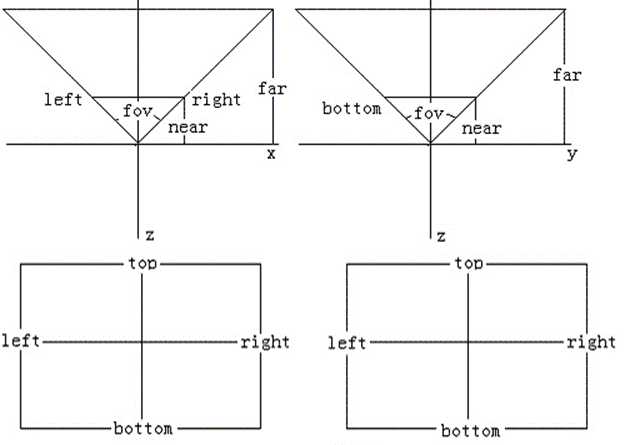 far
left
fov
right
near
x
z
far
bottom
fov
near
y
z
top
left
right
bottom
top
left
right
bottom